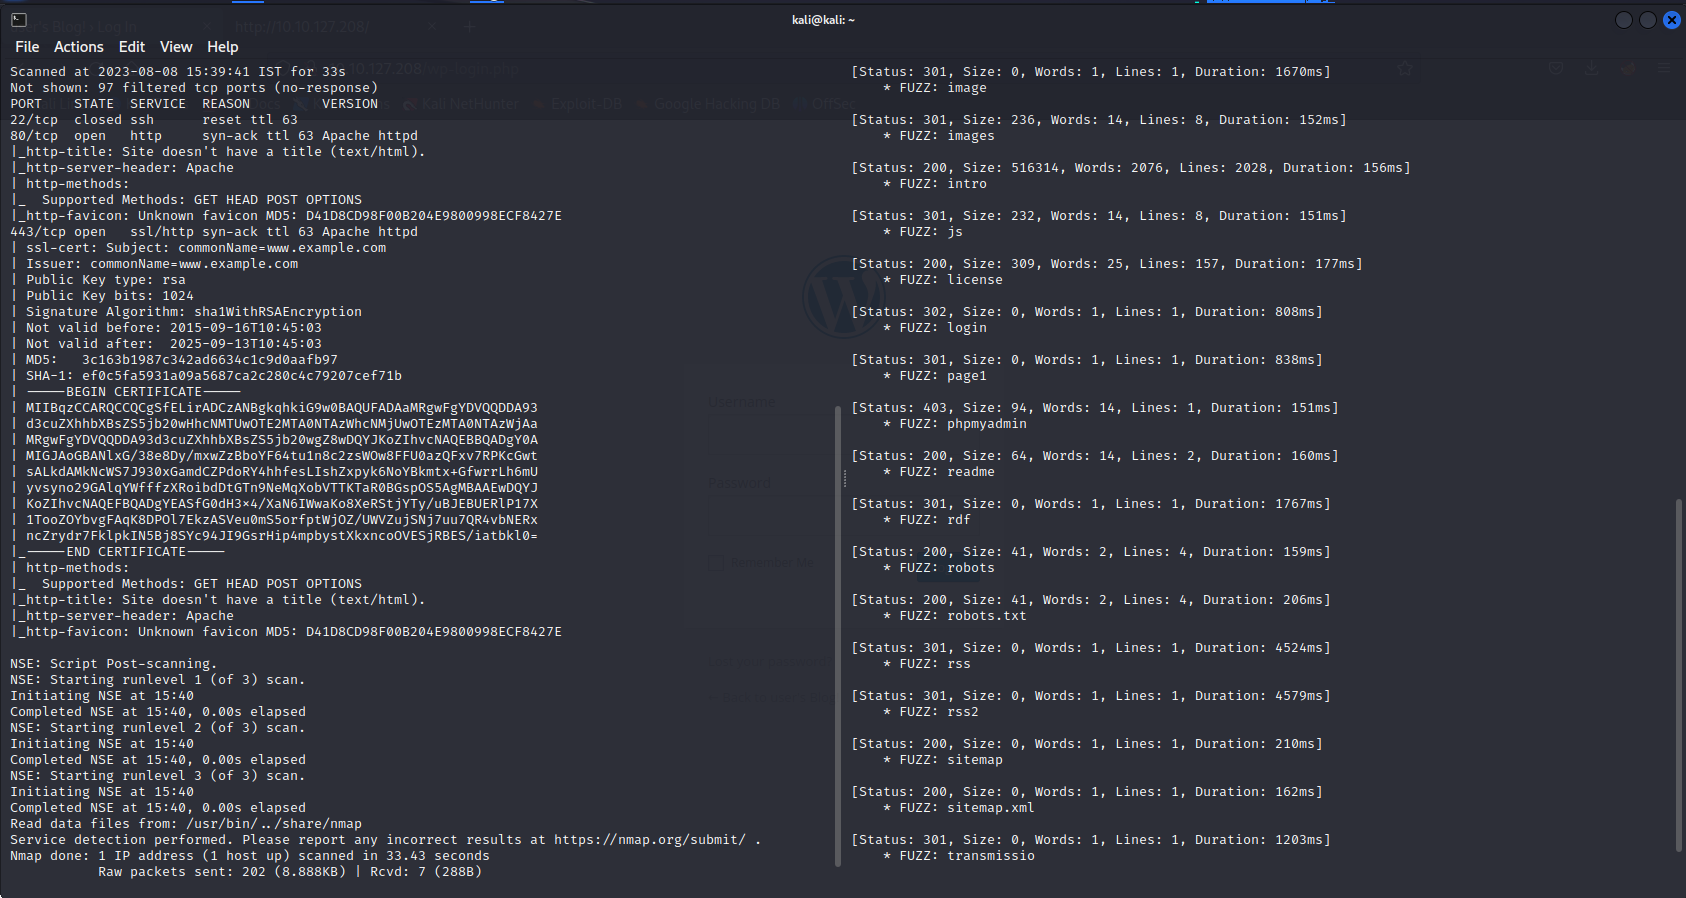 kali@kali: ~
File Actions Edit View Help
Scanned at 2023-08-08 15:39:41 IST for 33s
Not shown: 97 filtered tcp ports (no-response)
PORT    STATE  SERVICE  REASON         VERSION
22/tcp  closed ssh      reset ttl 63
80/tcp  open   http     syn-ack ttl 63 Apache httpd
|_http-title: Site doesn't have a title (text/html).
|_http-server-header: Apache
| http-methods:
|_  Supported Methods: GET HEAD POST OPTIONS
|_http-favicon: Unknown favicon MD5: D41D8CD98F00B204E9800998ECF8427E
443/tcp open   ssl/http syn-ack ttl 63 Apache httpd
| ssl-cert: Subject: commonName=www.example.com
| Issuer: commonName=www.example.com
| Public Key type: rsa
| Public Key bits: 1024
| Signature Algorithm: sha1WithRSAEncryption
| Not valid before: 2015-09-16T10:45:03
| Not valid after:  2025-09-13T10:45:03
| MD5:   3c163b1987c342ad6634c1c9d0aafb97
| SHA-1: ef0c5fa5931a09a5687ca2c280c4c79207cef71b
| -----BEGIN CERTIFICATE-----
| MIIBqzCCARQCCQCgSfELirADCzANBgkqhkiG9w0BAQUFADAaMRgwFgYDVQQDDA93
| d3cuZXhhbXBsZS5jb20wHhcNMTUwOTE2MTA0NTAzWhcNMjUwOTEzMTA0NTAzWjAa
| MRgwFgYDVQQDDA93d3cuZXhhbXBsZS5jb20wgZ8wDQYJKoZIhvcNAQEBBQADgY0A
| MIGJAoGBANlxG/38e8Dy/mxwZzBboYF64tu1n8c2zsWOw8FFU0azQFxv7RPKcGwt
| sALkdAMkNcWS7J930xGamdCZPdoRY4hhfesLIshZxpyk6NoYBkmtx+GfwrrLh6mU
| yvsyno29GAlqYWfffzXRoibdDtGTn9NeMqXobVTTKTaR0BGspOS5AgMBAAEwDQYJ
| KoZIhvcNAQEFBQADgYEASfG0dH3x4/XaN6IWwaKo8XeRStjYTy/uBJEBUERlP17X
| 1TooZOYbvgFAqK8DPOl7EkzASVeu0mS5orfptWjOZ/UWVZujSNj7uu7QR4vbNERx
| ncZrydr7FklpkIN5Bj8SYc94JI9GsrHip4mpbystXkxncoOVESjRBES/iatbkl0=
|_-----END CERTIFICATE-----
| http-methods:
|_  Supported Methods: GET HEAD POST OPTIONS
|_http-title: Site doesn't have a title (text/html).
|_http-server-header: Apache
|_http-favicon: Unknown favicon MD5: D41D8CD98F00B204E9800998ECF8427E
NSE: Script Post-scanning.
NSE: Starting runlevel 1 (of 3) scan.
Initiating NSE at 15:40
Completed NSE at 15:40, 0.00s elapsed
NSE: Starting runlevel 2 (of 3) scan.
Initiating NSE at 15:40
Completed NSE at 15:40, 0.00s elapsed
NSE: Starting runlevel 3 (of 3) scan.
Initiating NSE at 15:40
Completed NSE at 15:40, 0.00s elapsed
Read data files from: /usr/bin/../share/nmap
Service detection performed. Please report any incorrect results at https://nmap.org/submit/ .
Nmap done: 1 IP address (1 host up) scanned in 33.43 seconds
           Raw packets sent: 202 (8.888KB) | Rcvd: 7 (288B)
[Status: 301, Size: 0, Words: 1, Lines: 1, Duration: 1670ms]
    * FUZZ: image
[Status: 301, Size: 236, Words: 14, Lines: 8, Duration: 152ms]
    * FUZZ: images
[Status: 200, Size: 516314, Words: 2076, Lines: 2028, Duration: 156ms]
    * FUZZ: intro
[Status: 301, Size: 232, Words: 14, Lines: 8, Duration: 151ms]
    * FUZZ: js
[Status: 200, Size: 309, Words: 25, Lines: 157, Duration: 177ms]
    * FUZZ: license
[Status: 302, Size: 0, Words: 1, Lines: 1, Duration: 808ms]
    * FUZZ: login
[Status: 301, Size: 0, Words: 1, Lines: 1, Duration: 838ms]
    * FUZZ: page1
[Status: 403, Size: 94, Words: 14, Lines: 1, Duration: 151ms]
    * FUZZ: phpmyadmin
[Status: 200, Size: 64, Words: 14, Lines: 2, Duration: 160ms]
    * FUZZ: readme
[Status: 301, Size: 0, Words: 1, Lines: 1, Duration: 1767ms]
    * FUZZ: rdf
[Status: 200, Size: 41, Words: 2, Lines: 4, Duration: 159ms]
    * FUZZ: robots
[Status: 200, Size: 41, Words: 2, Lines: 4, Duration: 206ms]
    * FUZZ: robots.txt
[Status: 301, Size: 0, Words: 1, Lines: 1, Duration: 4524ms]
    * FUZZ: rss
[Status: 301, Size: 0, Words: 1, Lines: 1, Duration: 4579ms]
    * FUZZ: rss2
[Status: 200, Size: 0, Words: 1, Lines: 1, Duration: 210ms]
    * FUZZ: sitemap
[Status: 200, Size: 0, Words: 1, Lines: 1, Duration: 162ms]
    * FUZZ: sitemap.xml
[Status: 301, Size: 0, Words: 1, Lines: 1, Duration: 1203ms]
    * FUZZ: transmissio